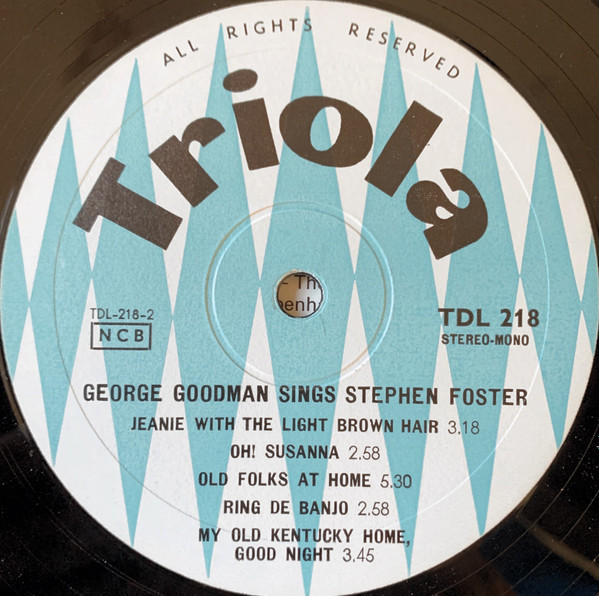 ALL RIGHTS RESERVED
Triola
TDL-218-2
NCB
TDL 218
STEREO-MONO
GEORGE GOODMAN SINGS STEPHEN FOSTER
JEANIE WITH THE LIGHT BROWN HAIR 3.18
OH! SUSANNA 2.58
OLD FOLKS AT HOME 5.30
RING DE BANJO 2.58
MY OLD KENTUCKY HOME,
GOOD NIGHT 3.45